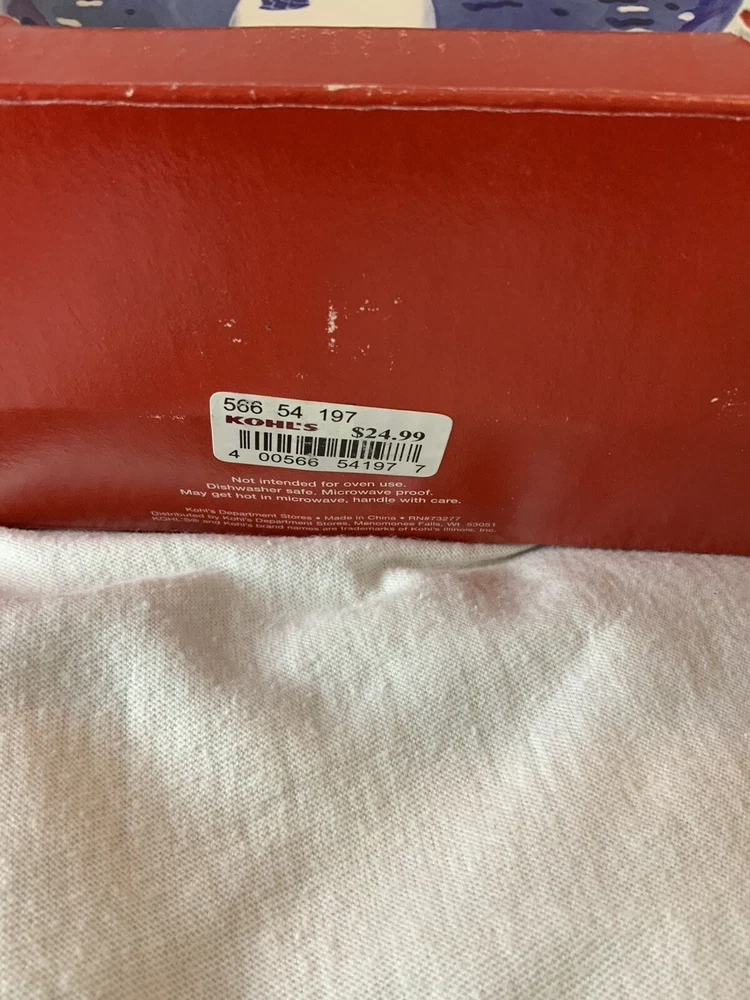 566 54 197
KOHL'S $24.99
4 00566 54197 7
Not intended for oven use.
Dishwasher safe. Microwave proof.
May get hot in microwave, handle with care.
Kohl's Department Stores • Made in China • RN#73277
Distributed by Kohl's Department Stores, Menomonee Falls, WI 53051
KOHL'S® and Kohl's brand names are trademarks of Kohl's Illinois, Inc.